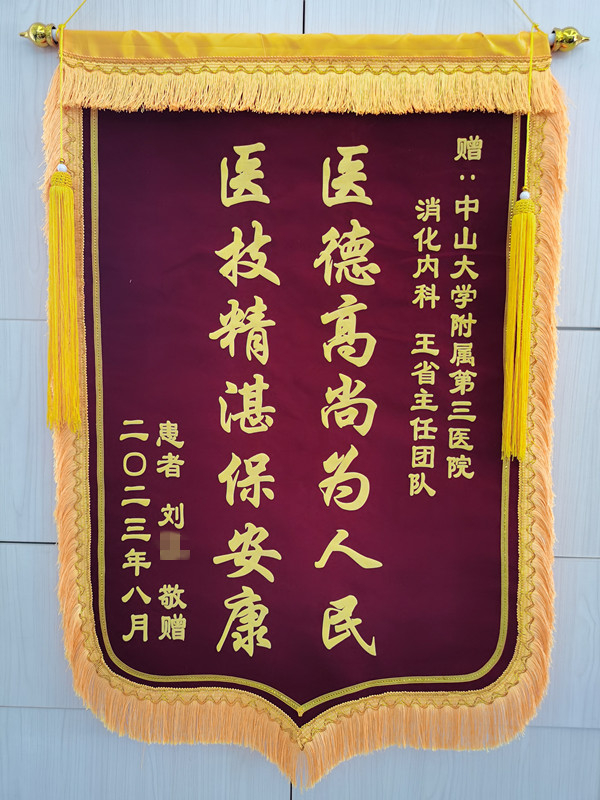 赠：中山大学附属第三医院
消化内科 王省主任团队
医德高尚为人民
医技精湛保安康
患者 刘 敬赠
二〇二三年八月